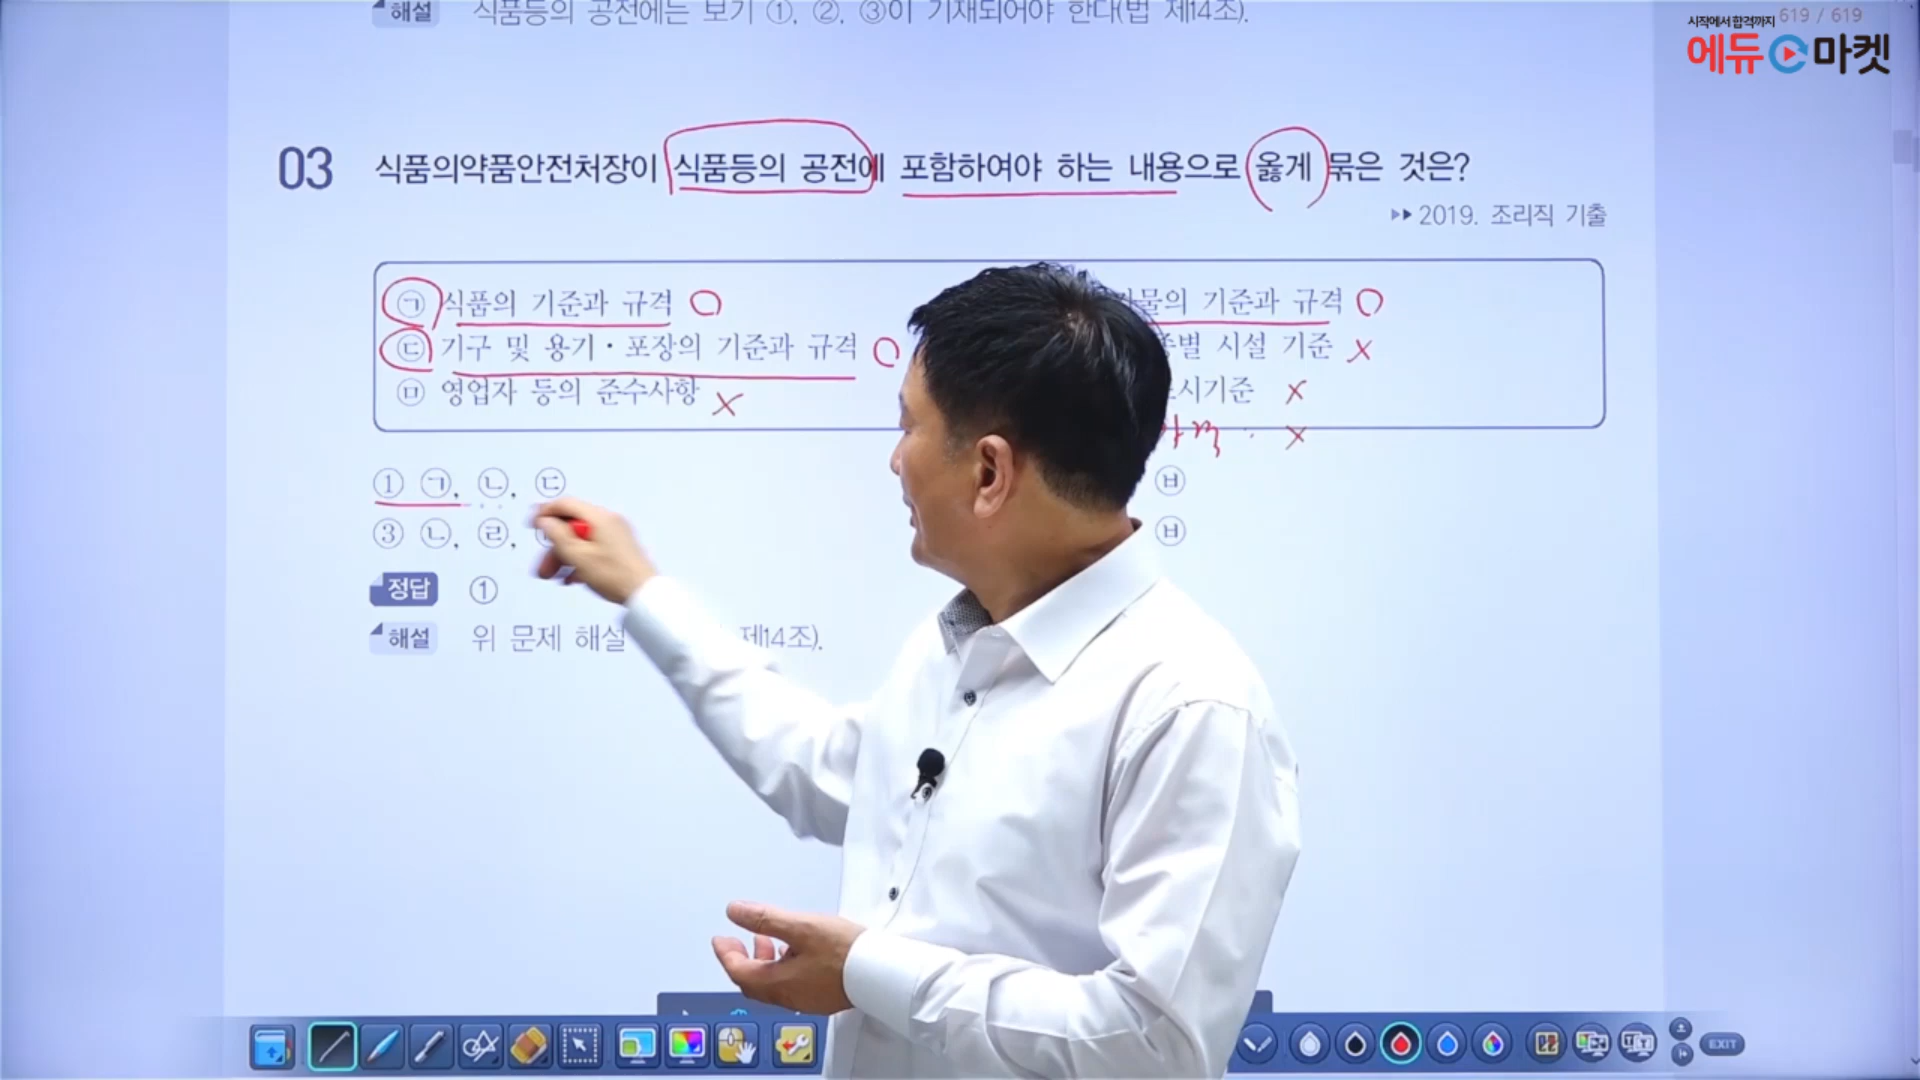 해설 식품등의 공전에는 보기 ①, ②, ③이 기재되어야 한다(법 제14조).
시작에서 합격까지 619 / 619
에듀 마켓
03 식품의약품안전처장이 식품등의 공전에 포함하여야 하는 내용으로 옳게 묶은 것은?
▶▶ 2019. 조리직 기출
㉠ 식품의 기준과 규격 O 물의 기준과 규격 O
㉢ 기구 및 용기·포장의 기준과 규격 O 별 시설 기준 X
㉤ 영업자 등의 준수사항 X 시기준 X
X
① ㉠, ㉡, ㉢ ㉥
③ ㉡, ㉣, ㉥
정답 ①
해설 위 문제 해설 제14조).
EXIT